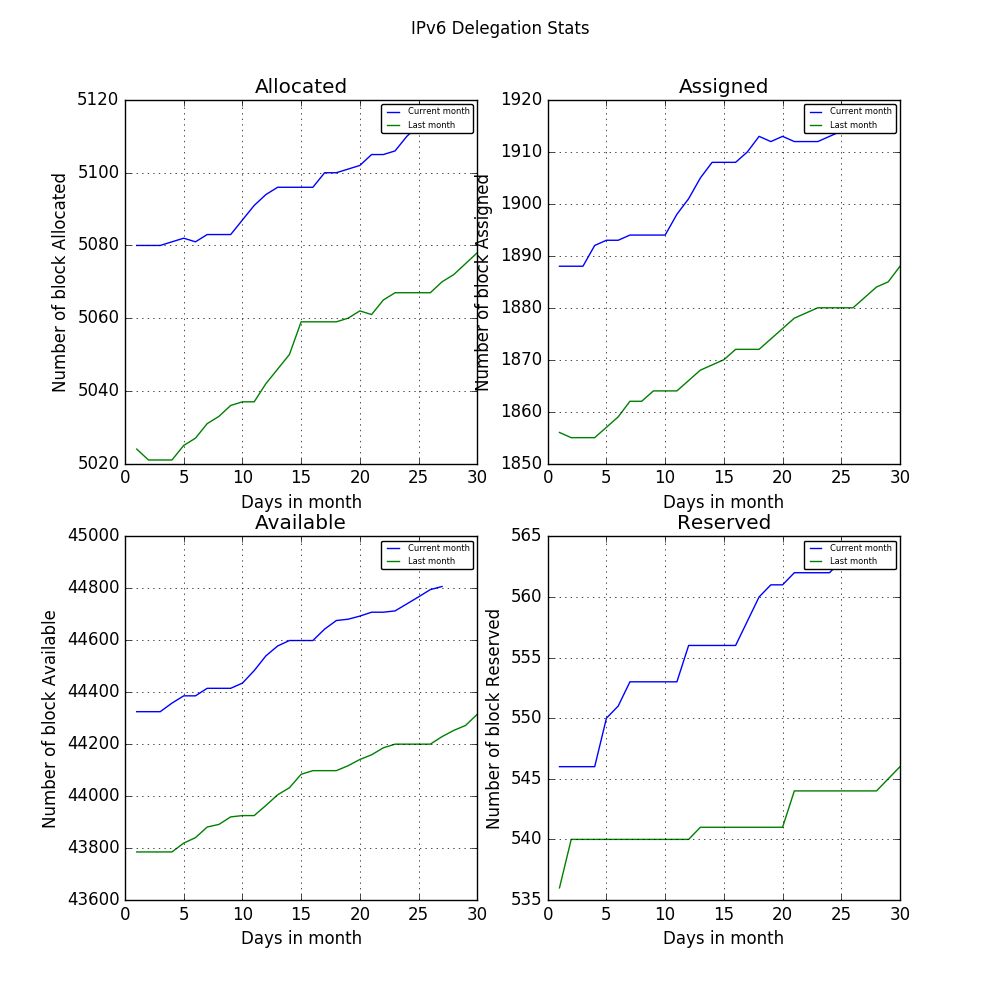 IPv6 Delegation Stats
Allocated
Number of block Allocated
5120
5100
5080
5060
5040
5020
Current month
Last month
0 5 10 15 20 25 30
Days in month
Assigned
Number of block Assigned
1920
1910
1900
1890
1880
1870
1860
1850
Current month
Last month
0 5 10 15 20 25 30
Days in month
Available
Number of block Available
45000
44800
44600
44400
44200
44000
43800
43600
Current month
Last month
0 5 10 15 20 25 30
Days in month
Reserved
Number of block Reserved
565
560
555
550
545
540
535
Current month
Last month
0 5 10 15 20 25 30
Days in month